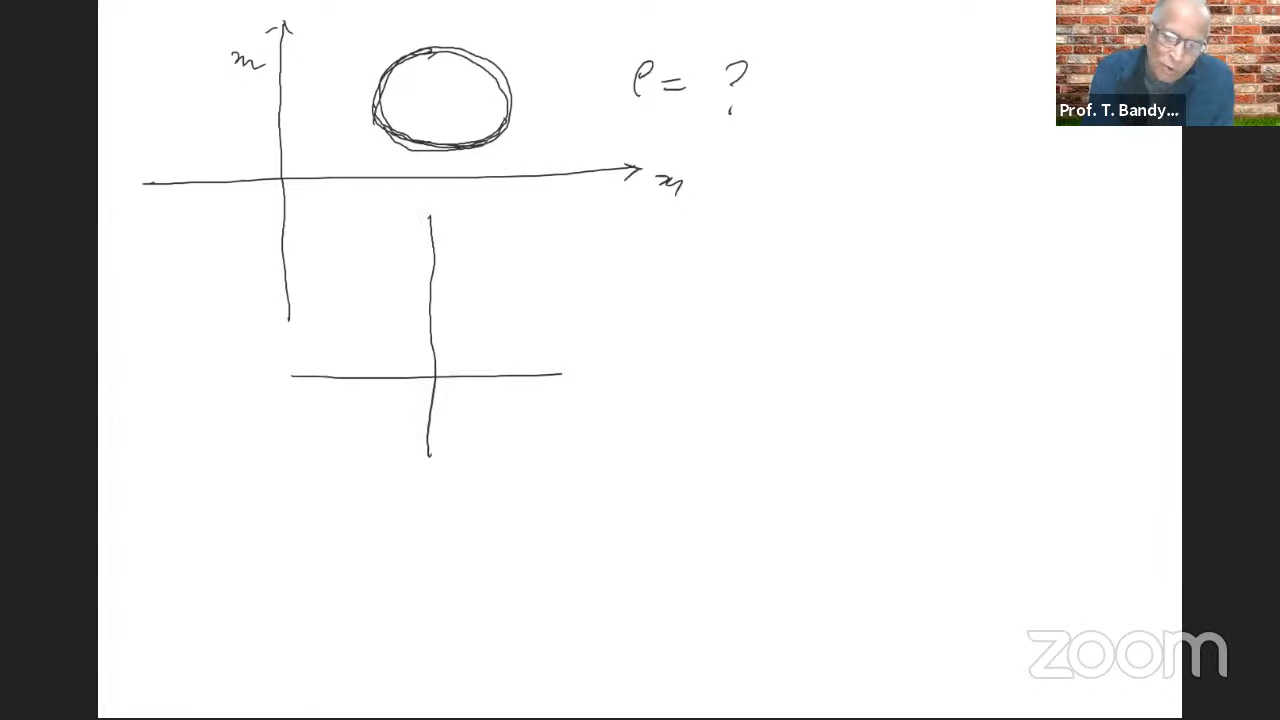 ρ = ?
Prof. T. Bandy...
zoom